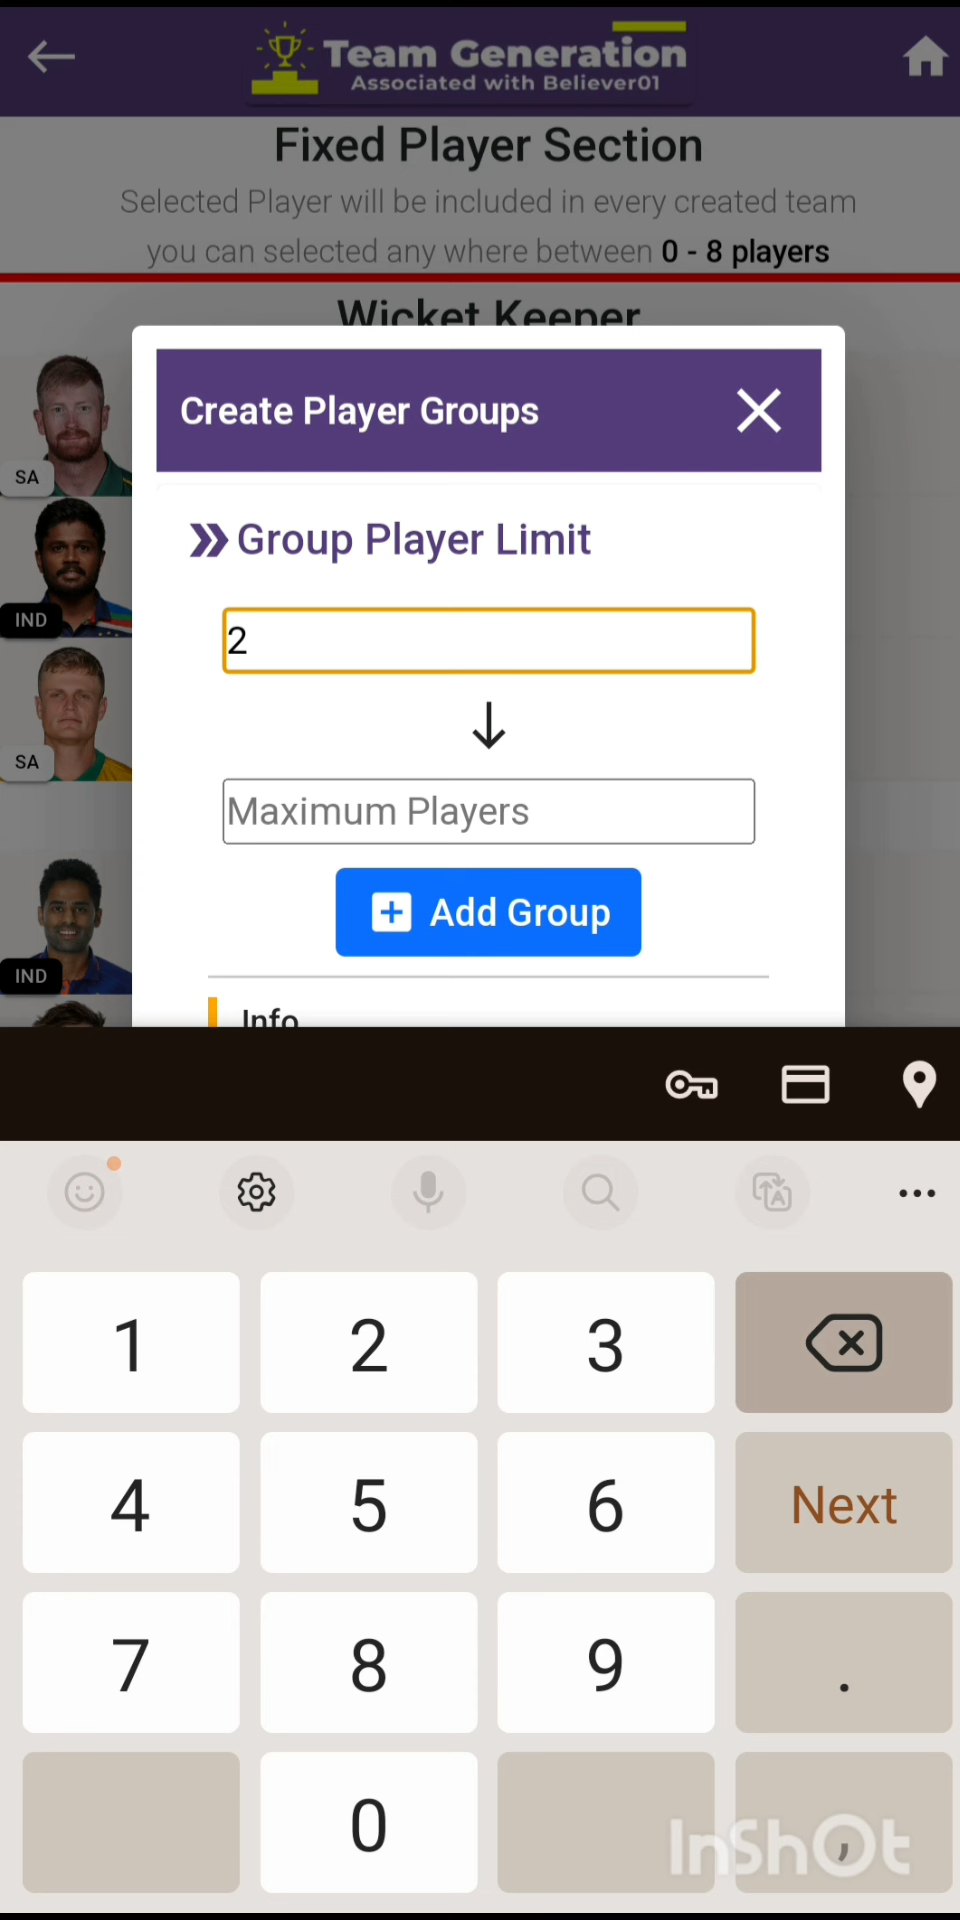 Team Generation
Associated with Believer01
Fixed Player Section
Selected Player will be included in every created team
you can selected any where between 0 - 8 players
Wicket Keeper
Create Player Groups
SA
Group Player Limit
IND
2
SA
Maximum Players
Add Group
IND
Info
1 2 3
4 5 6 Next
7 8 9 .
0 ,
InShOt